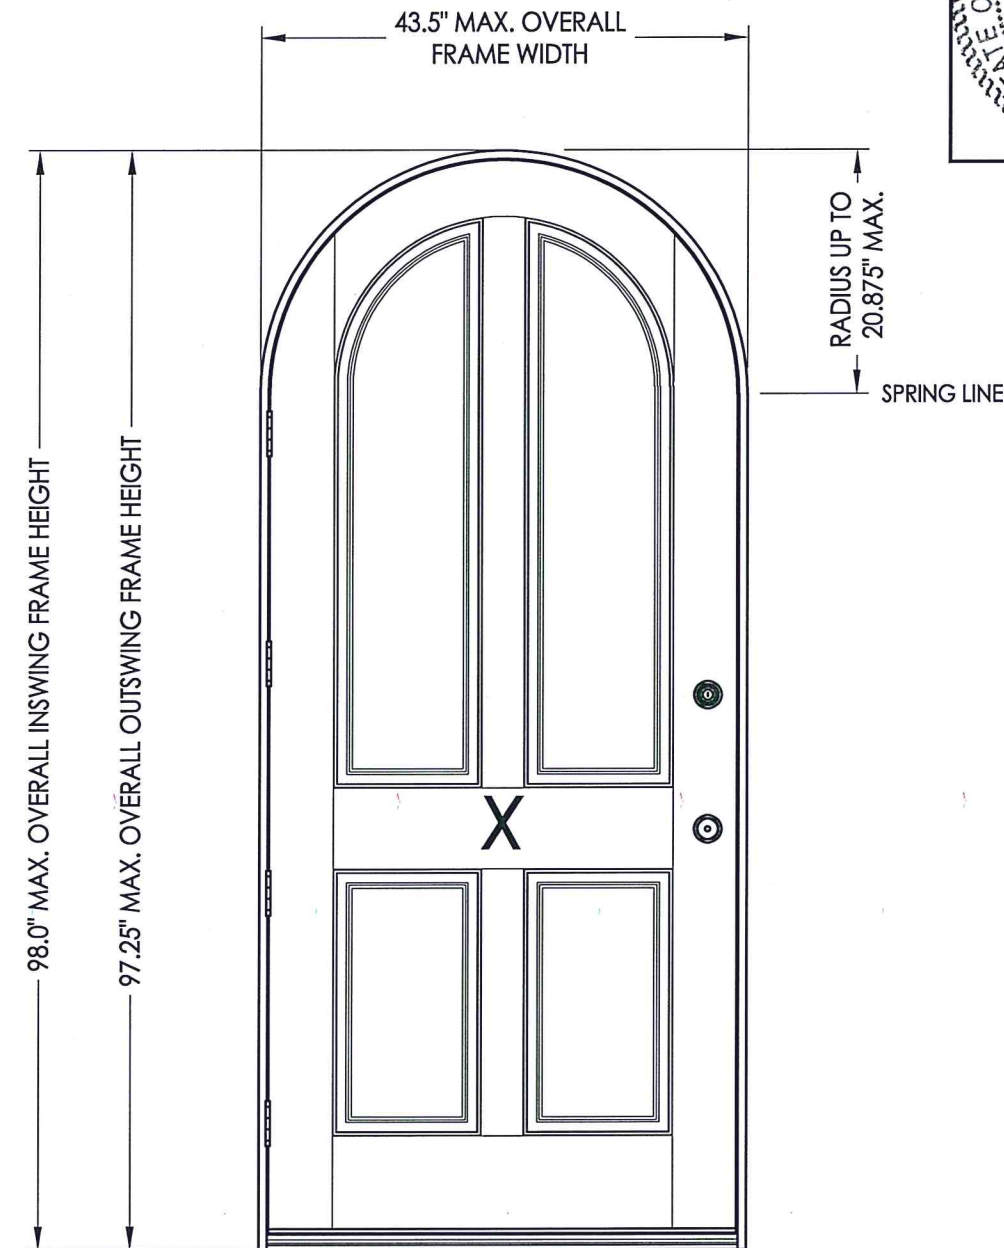 43.5" MAX. OVERALL
FRAME WIDTH
RADIUS UP TO
20.875" MAX.
SPRING LINE
98.0" MAX. OVERALL INSWING FRAME HEIGHT
97.25" MAX. OVERALL OUTSWING FRAME HEIGHT
X